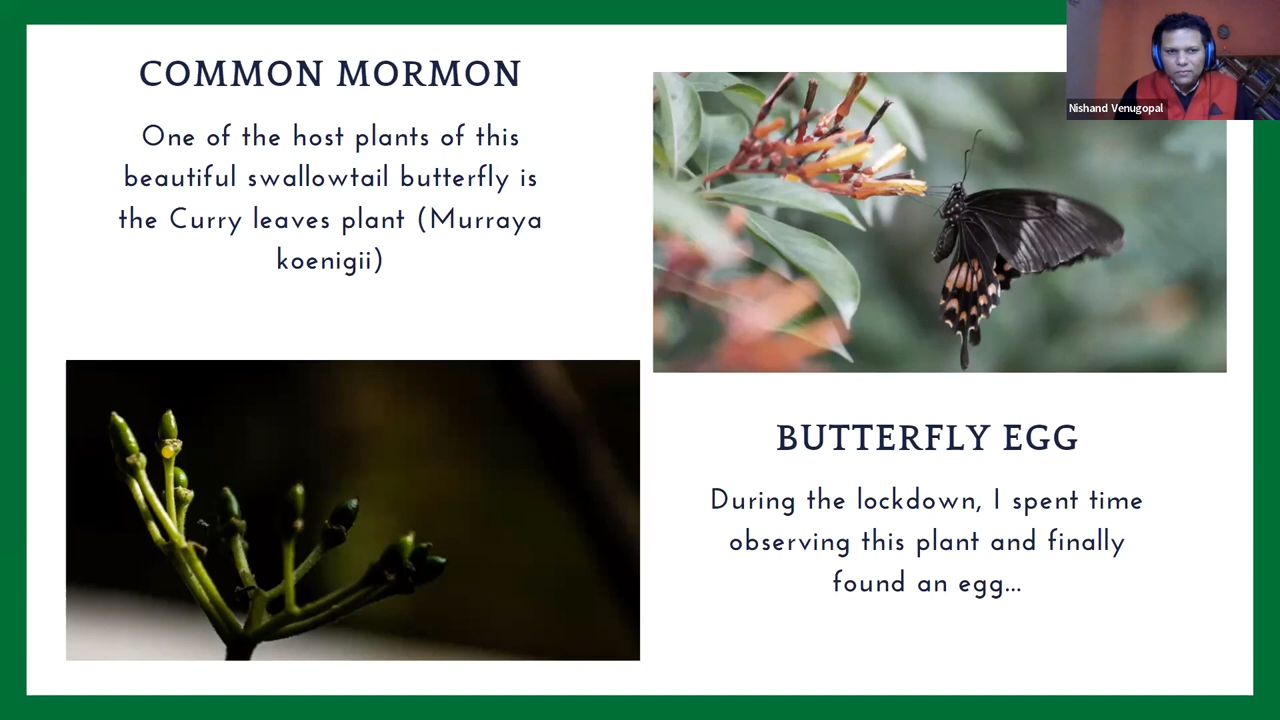 COMMON MORMON
One of the host plants of this
beautiful swallowtail butterfly is
the Curry leaves plant (Murraya
koenigii)
Nishand Venugopal
BUTTERFLY EGG
During the lockdown, I spent time
observing this plant and finally
found an egg...